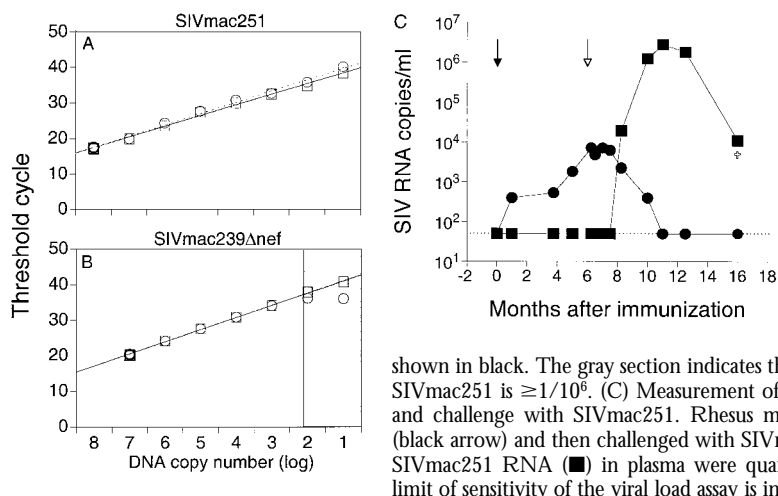 SIVmac251
A
50
40
30
20
10
0
Threshold cycle
SIVmac239Δnef
B
50
40
30
20
10
0
8 7 6 5 4 3 2 1
DNA copy number (log)
C
SIV RNA copies/ml
10⁷
10⁶
10⁵
10⁴
10³
10²
10¹
-2 0 2 4 6 8 10 12 14 16 18
Months after immunization
shown in black. The gray section indicates th
SIVmac251 is ≥1/10⁶. (C) Measurement of
and challenge with SIVmac251. Rhesus m
(black arrow) and then challenged with SIVm
SIVmac251 RNA (■) in plasma were quan
limit of sensitivity of the viral load assay is in